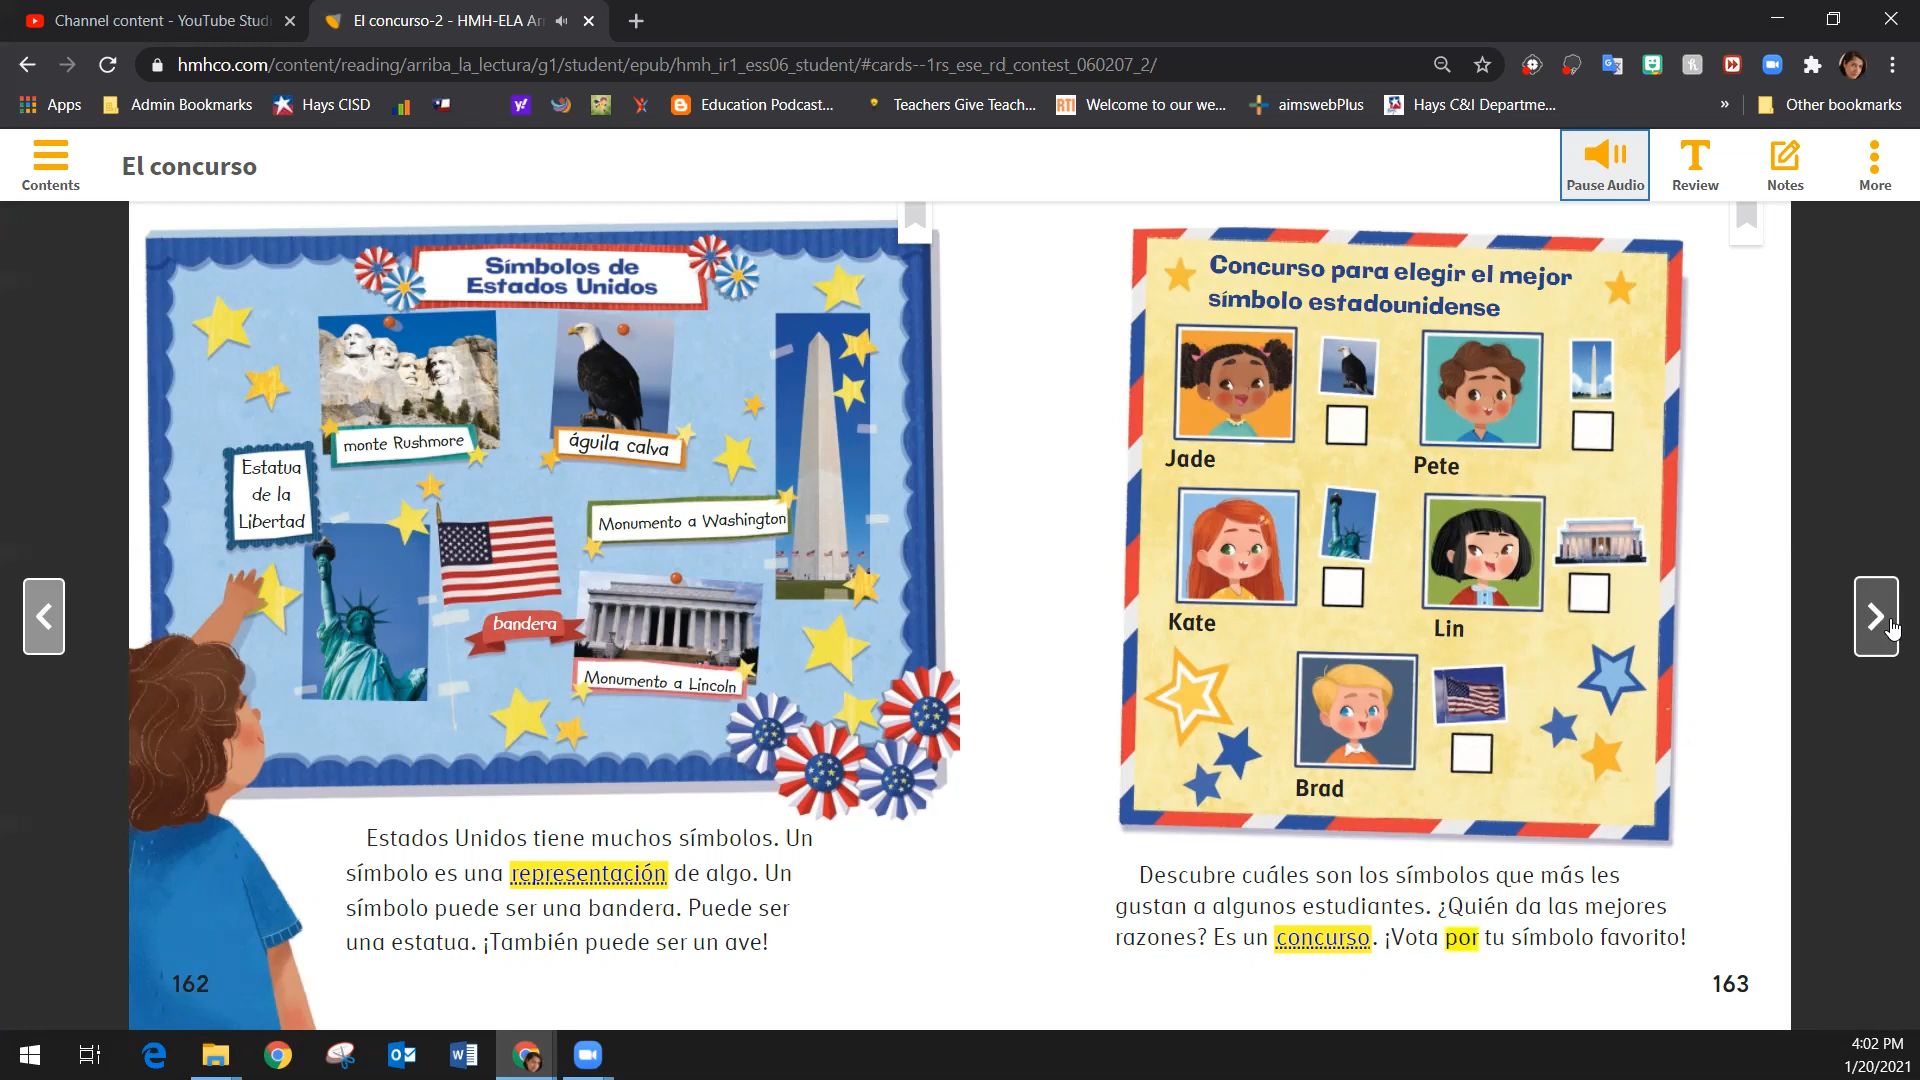 Channel content - YouTube Stud
El concurso-2 - HMH-ELA Ar
hmhco.com/content/reading/arriba_la_lectura/g1/student/epub/hmh_ir1_ess06_student/#cards--1rs_ese_rd_contest_060207_2/
Apps
Admin Bookmarks
Hays CISD
Education Podcast...
Teachers Give Teach...
RTI
Welcome to our we...
aimswebPlus
Hays C&I Departme...
»
Other bookmarks
Contents
El concurso
Pause Audio
Review
Notes
More
Símbolos de
Estados Unidos
monte Rushmore
águila calva
Estatua
de la
Libertad
Monumento a Washington
bandera
Monumento a Lincoln
Estados Unidos tiene muchos símbolos. Un
símbolo es una representación de algo. Un
símbolo puede ser una bandera. Puede ser
una estatua. ¡También puede ser un ave!
162
Concurso para elegir el mejor
símbolo estadounidense
Jade
Pete
Kate
Lin
Brad
Descubre cuáles son los símbolos que más les
gustan a algunos estudiantes. ¿Quién da las mejores
razones? Es un concurso. ¡Vota por tu símbolo favorito!
163
4:02 PM
1/20/2021